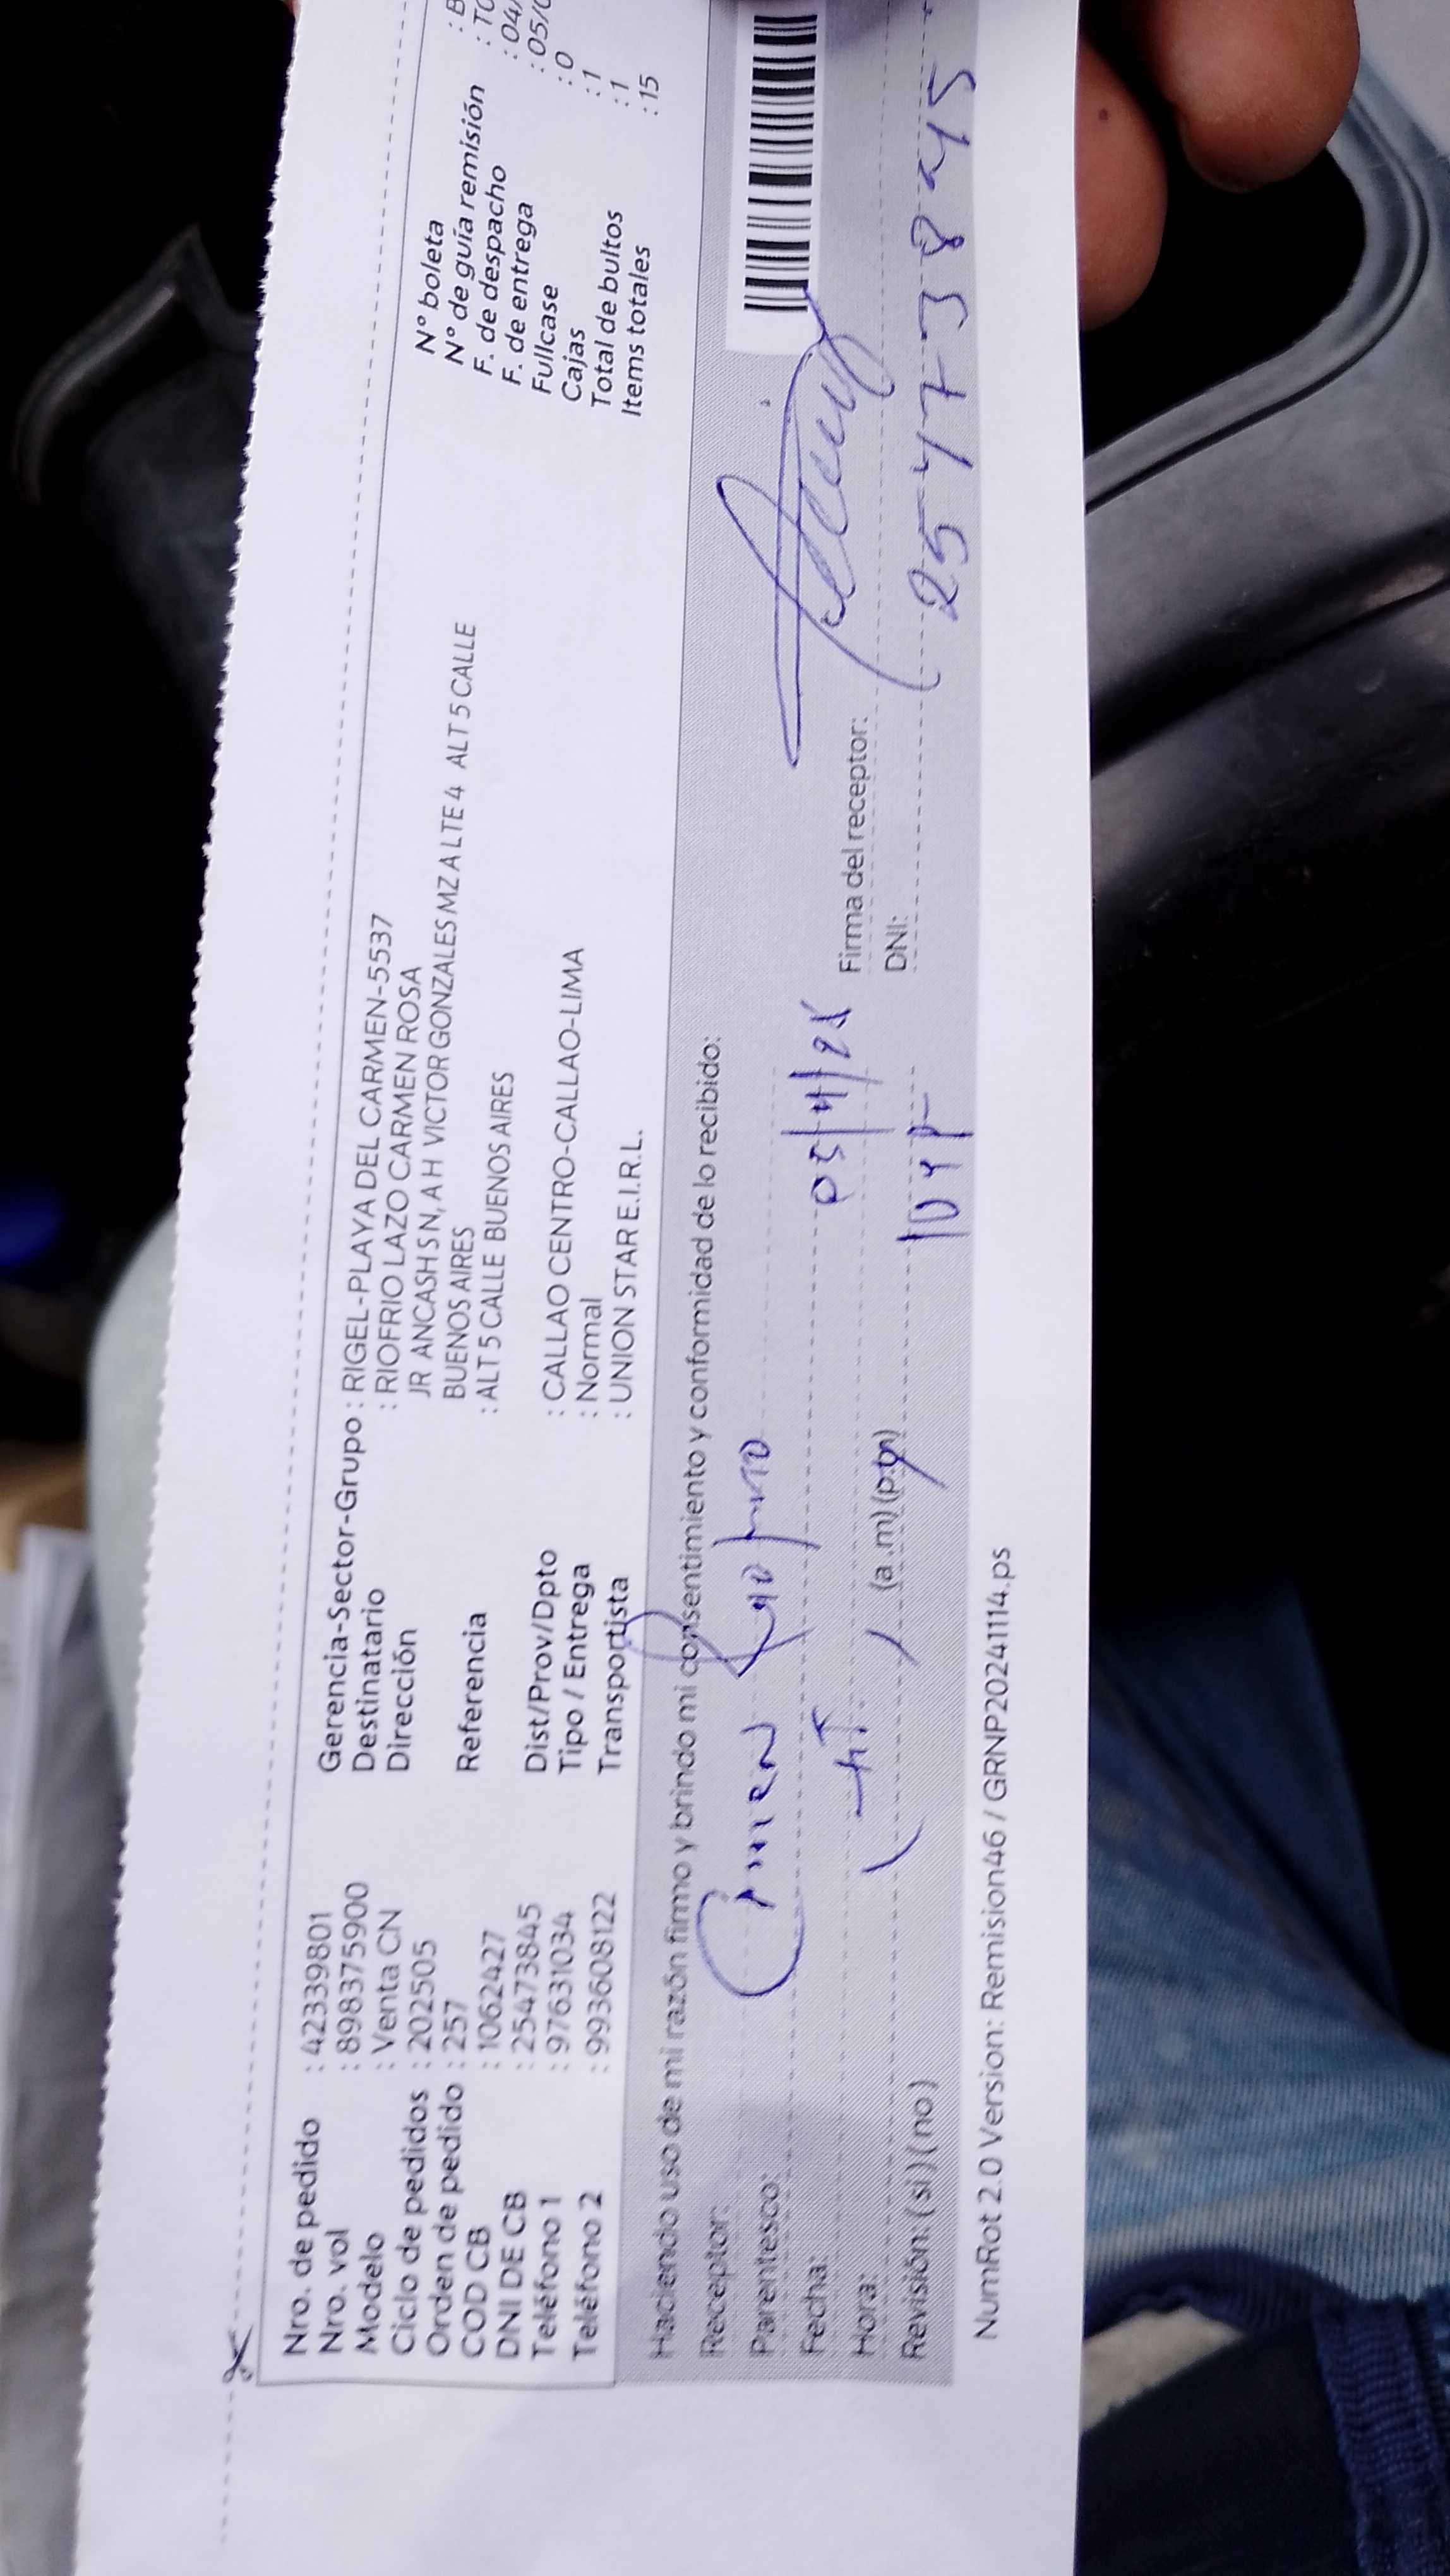 Nro. de pedido : 423398​01
Nro. vol : 898375900
Modelo : Venta CN
Ciclo de pedidos : 202505
Orden de pedido : 257
COD CB : 1062427
DNI DE CB : 25473845
Teléfono 1 : 97631034
Teléfono 2 : 993608122
Gerencia-Sector-Grupo : RIGEL-PLAYA DEL CARMEN-5537
Destinatario : RIOFRIO LAZO CARMEN ROSA
Dirección JR ANCASH S N, A H VICTOR GONZALES MZ A LTE 4 ALT 5 CALLE
BUENOS AIRES
Referencia : ALT 5 CALLE BUENOS AIRES
Dist/Prov/Dpto : CALLAO CENTRO-CALLAO-LIMA
Tipo / Entrega : Normal
Transportista : UNION STAR E.I.R.L.
N° boleta : B
N° de guía remisión : T0
F. de despacho : 04/
F. de entrega : 05/0
Fullcase : 0
Cajas : 1
Total de bultos : 1
Items totales : 15
Haciendo uso de mi razón firmo y brindo mi consentimiento y conformidad de lo recibido:
Receptor:
Parentesco:
Fecha:
Hora: (a .m) (p.m)
Revisión: (si) (no)
Firma del receptor:
DNI: 25473845
NumRot 2.0 Version: Remision46 / GRNP20241114.ps